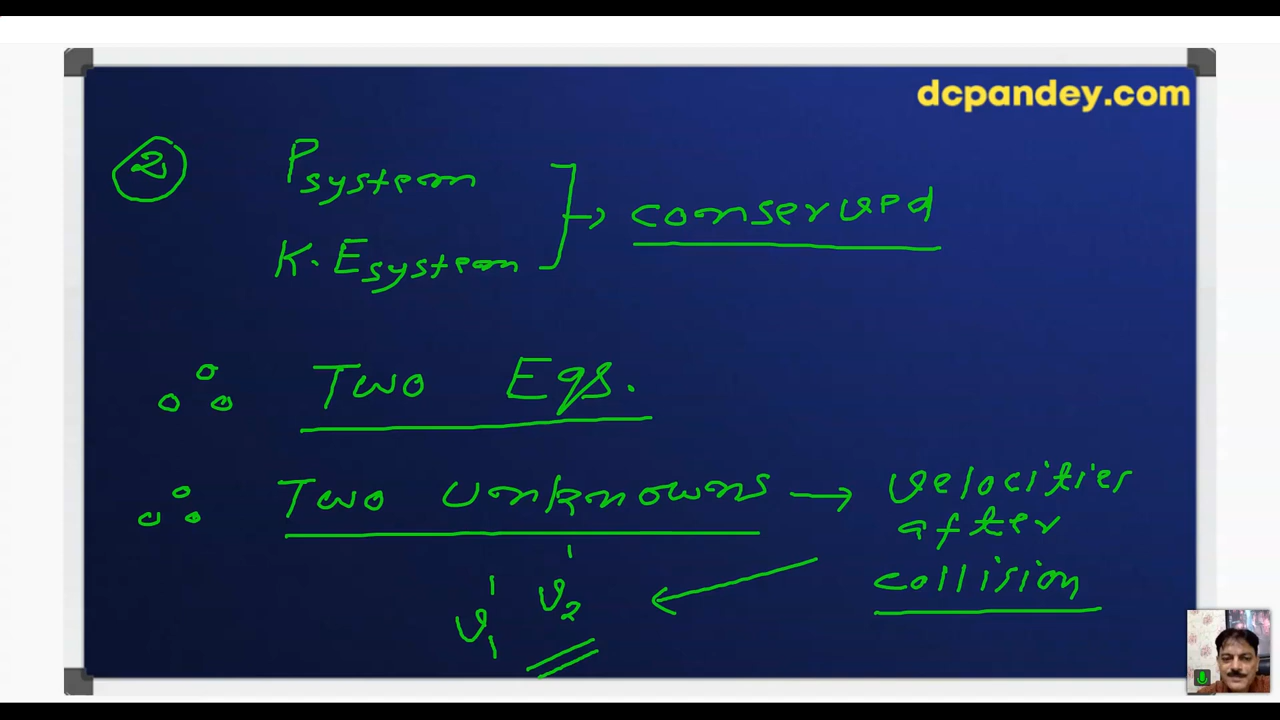 dcpandey.com
2 Psystem
K.Esystem ] → conserved
∴ Two Eqs.
∴ Two unknowns → velocities
after
collision
v1' v2'